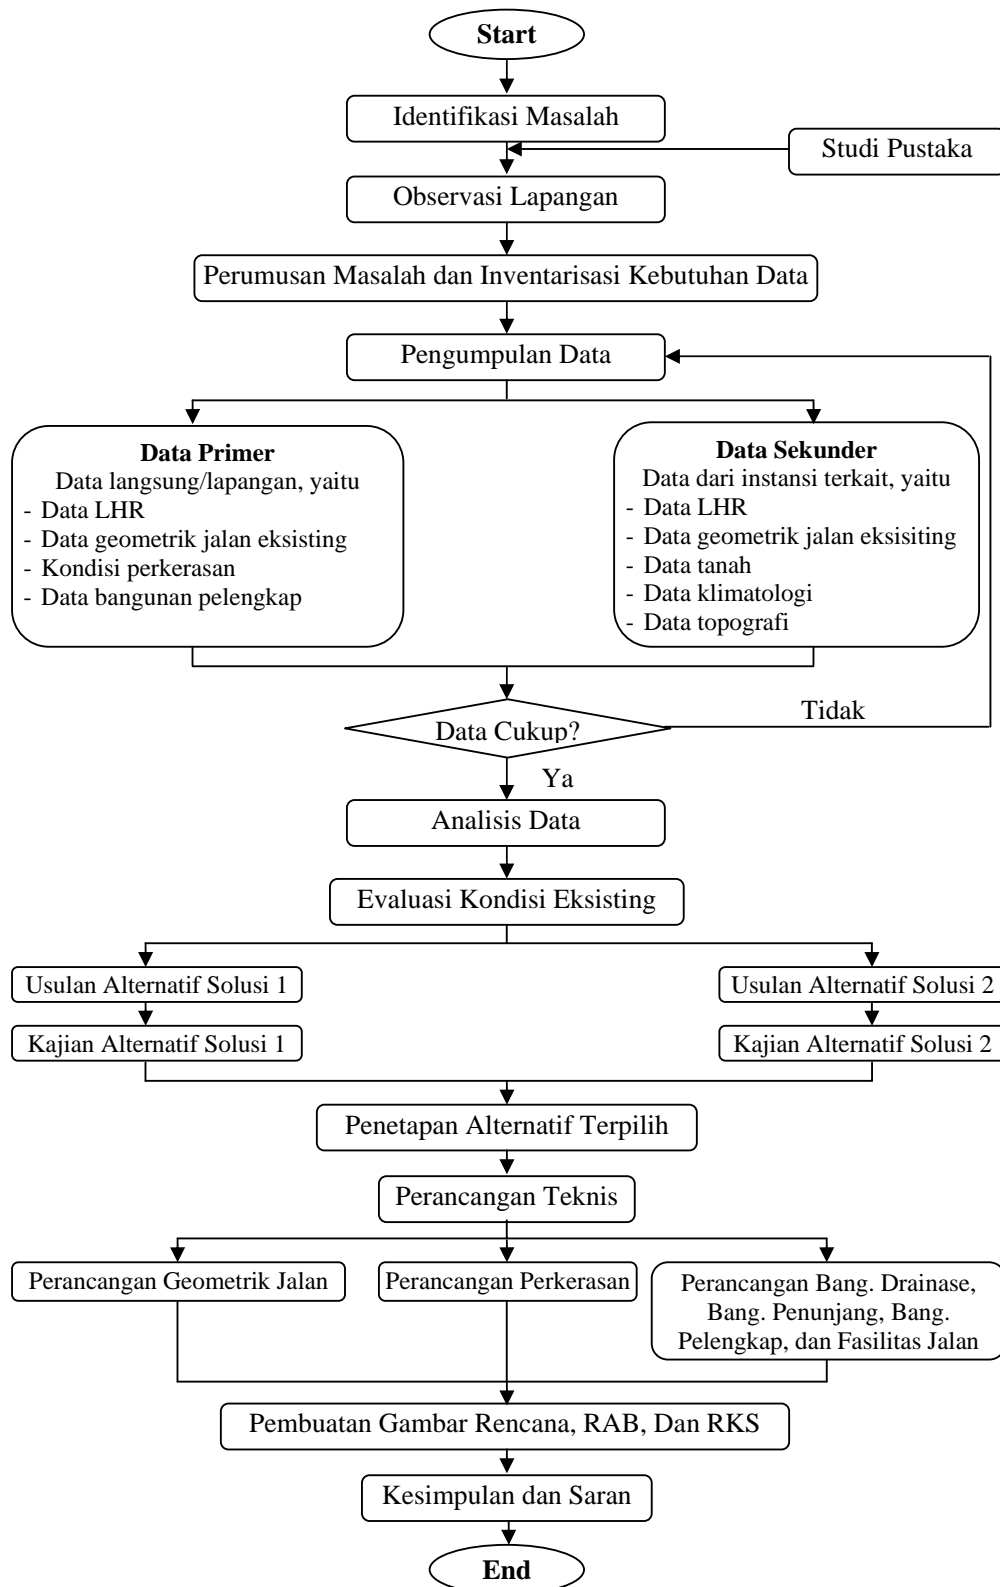 Start
Identifikasi Masalah
Studi Pustaka
Observasi Lapangan
Perumusan Masalah dan Inventarisasi Kebutuhan Data
Pengumpulan Data
Data Primer
Data langsung/lapangan, yaitu
- Data LHR
- Data geometrik jalan eksisting
- Kondisi perkerasan
- Data bangunan pelengkap
Data Sekunder
Data dari instansi terkait, yaitu
- Data LHR
- Data geometrik jalan eksisiting
- Data tanah
- Data klimatologi
- Data topografi
Data Cukup?
Tidak
Ya
Analisis Data
Evaluasi Kondisi Eksisting
Usulan Alternatif Solusi 1
Usulan Alternatif Solusi 2
Kajian Alternatif Solusi 1
Kajian Alternatif Solusi 2
Penetapan Alternatif Terpilih
Perancangan Teknis
Perancangan Geometrik Jalan
Perancangan Perkerasan
Perancangan Bang. Drainase,
Bang. Penunjang, Bang.
Pelengkap, dan Fasilitas Jalan
Pembuatan Gambar Rencana, RAB, Dan RKS
Kesimpulan dan Saran
End